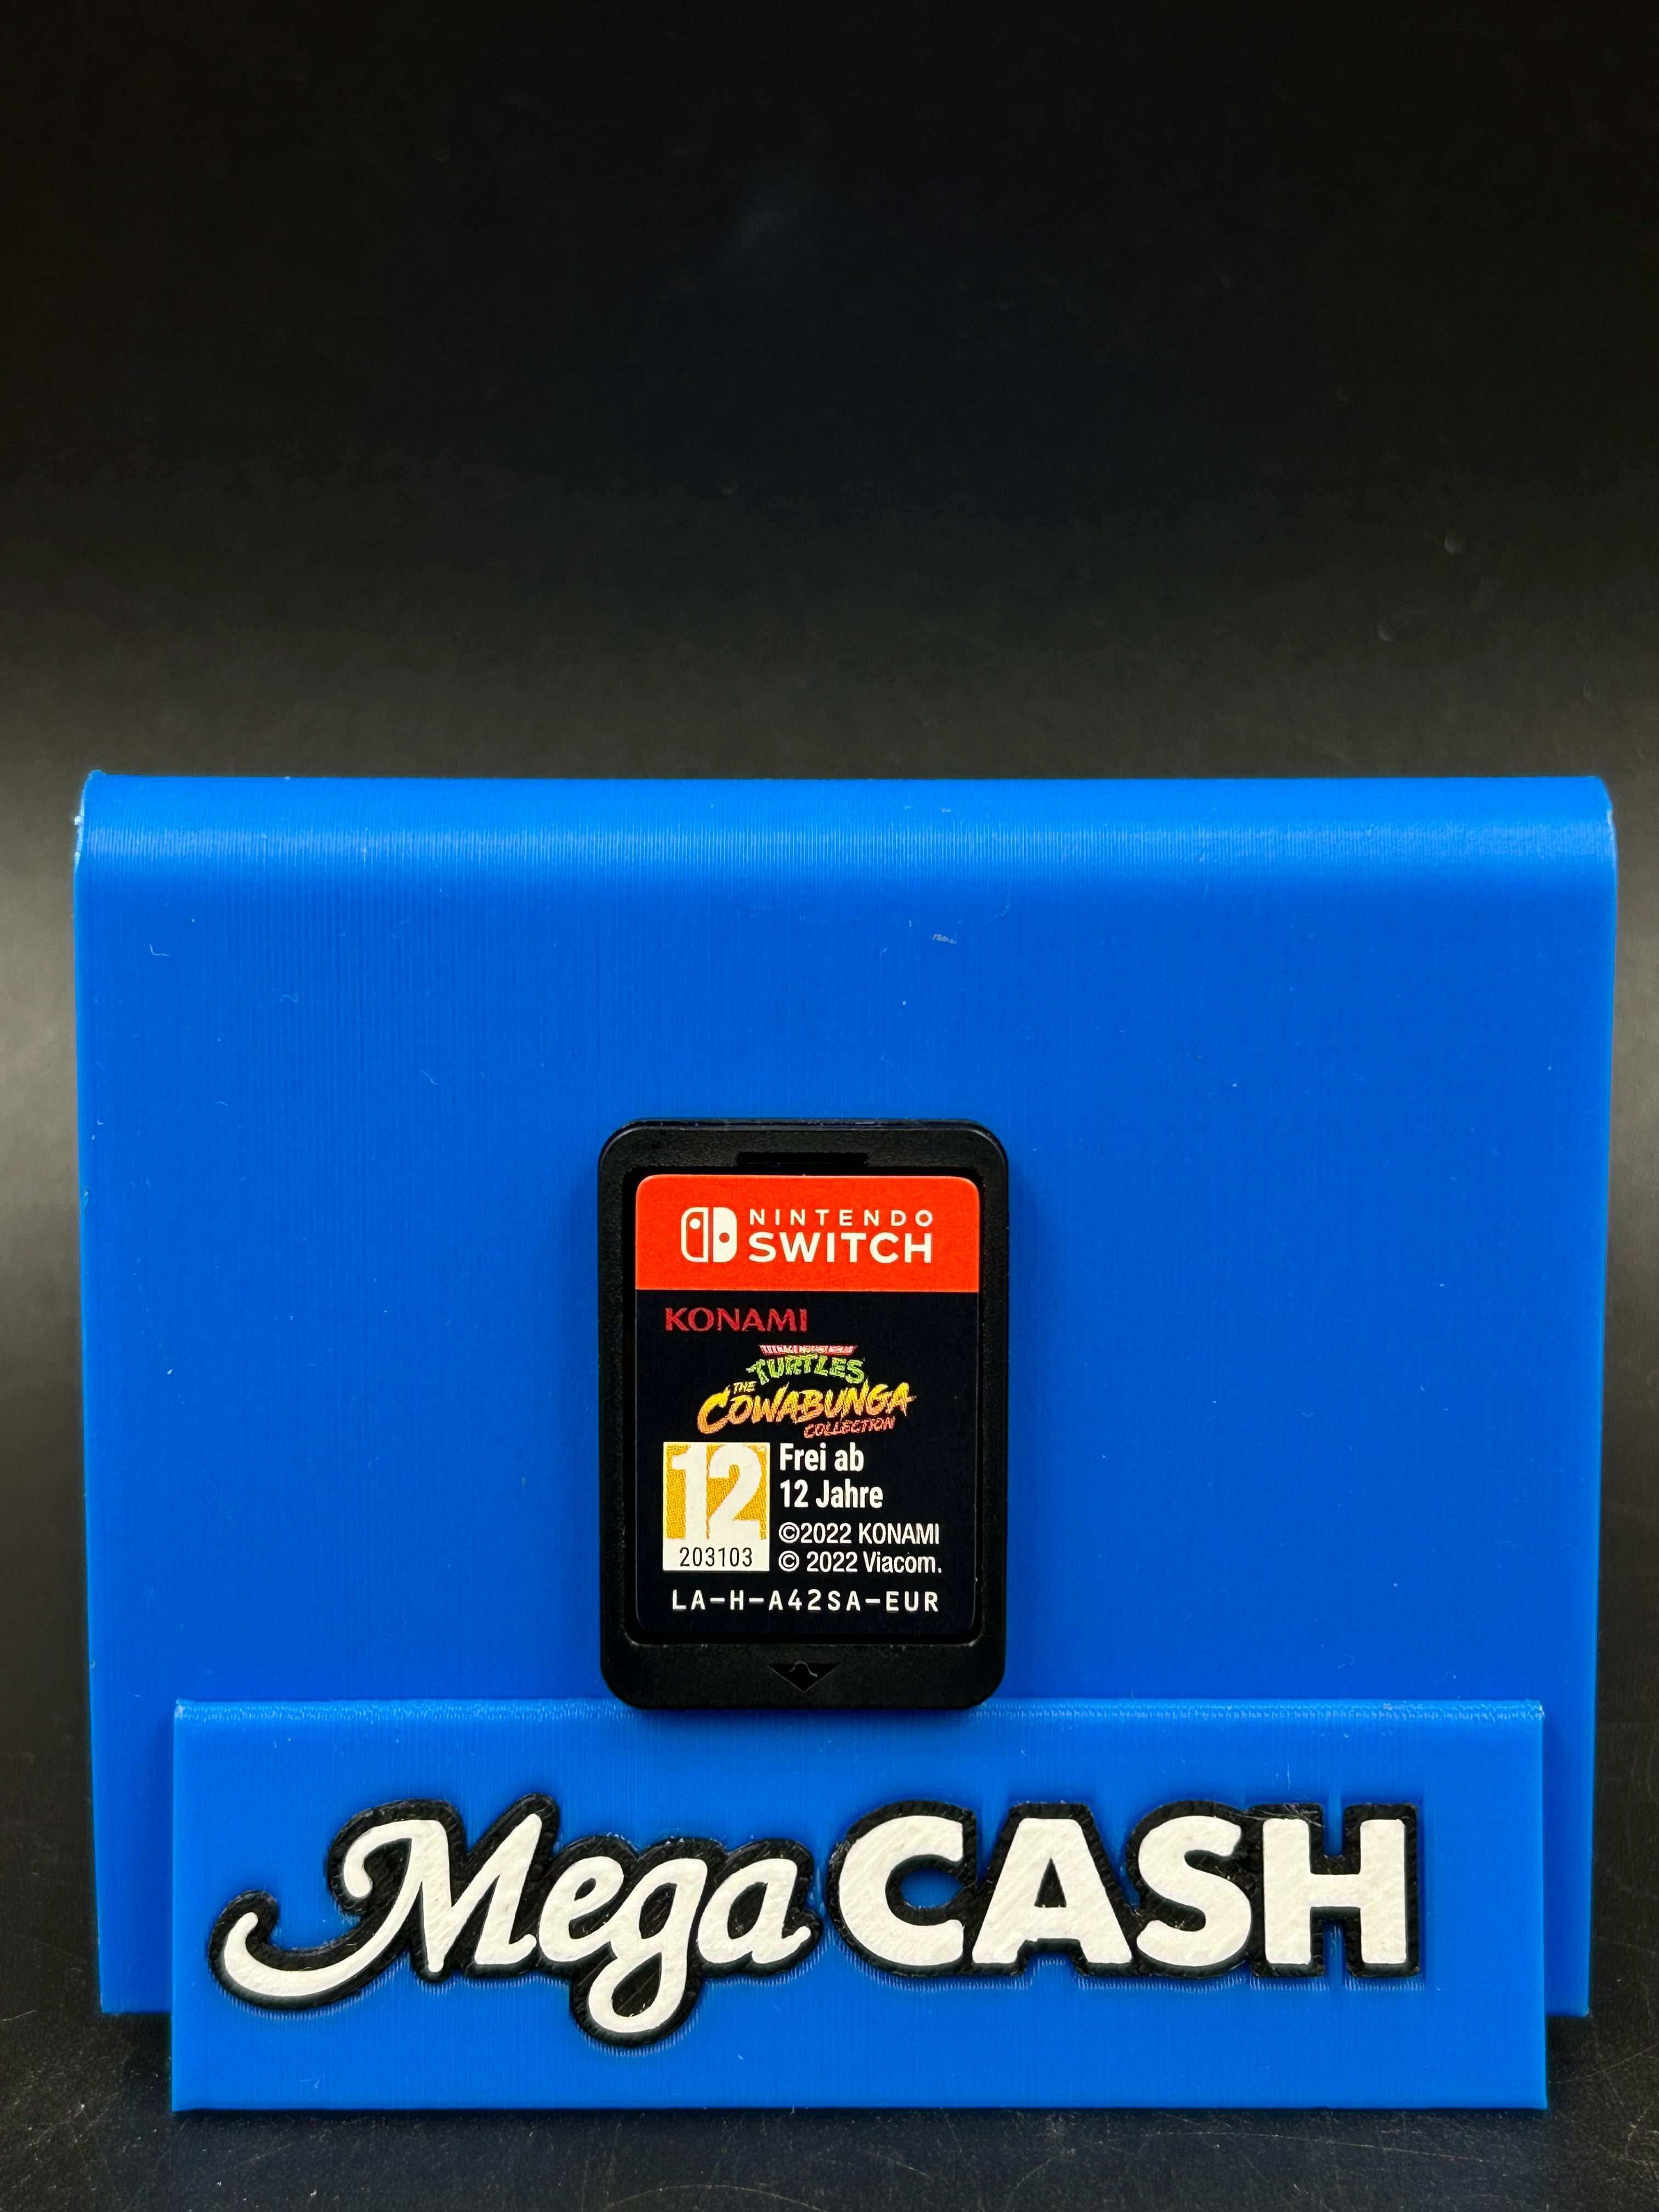 NINTENDO
SWITCH
KONAMI
TEENAGE MUTANT NINJA
TURTLES
THE
COWABUNGA
COLLECTION
12
203103
Frei ab
12 Jahre
©2022 KONAMI
© 2022 Viacom.
LA-H-A42SA-EUR
Mega CASH